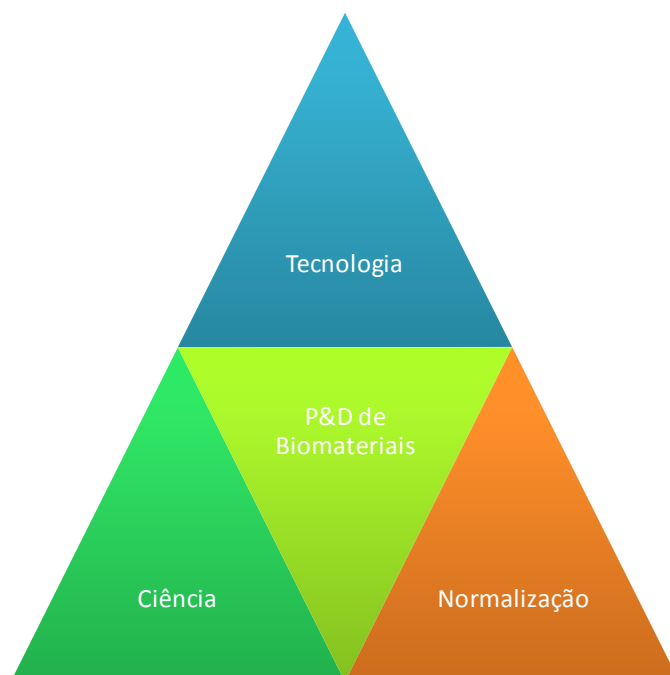 Tecnologia
P&D de
Biomateriais
Ciência
Normalização